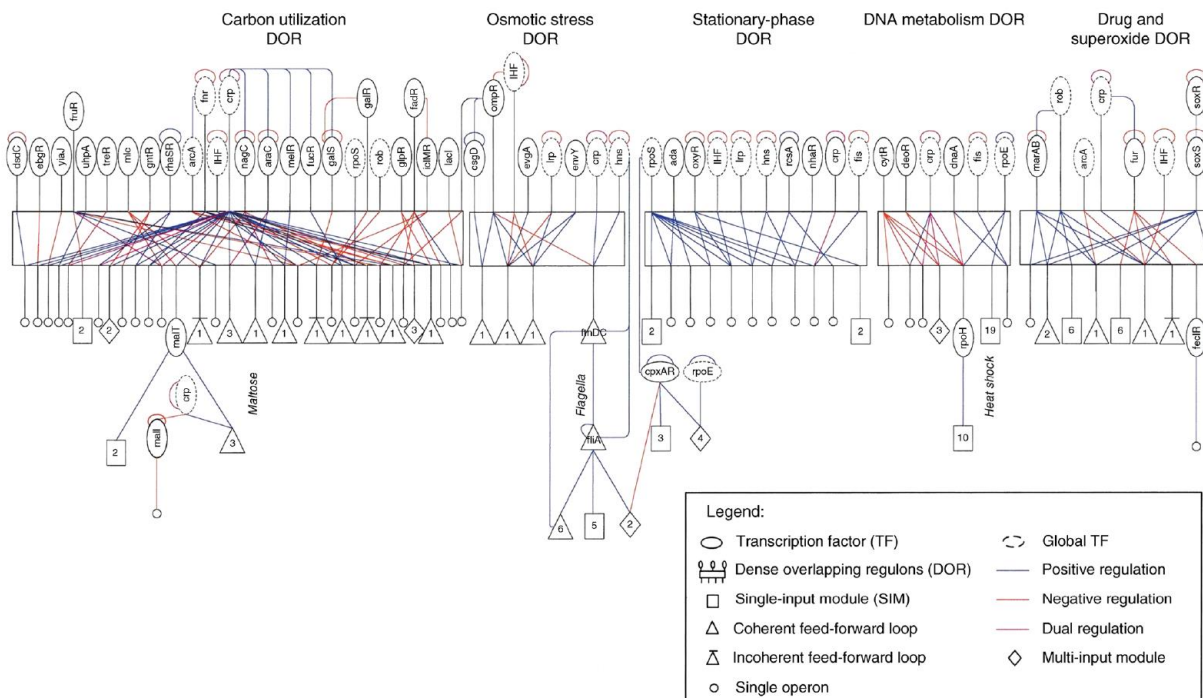 Carbon utilization
DOR
Osmotic stress
DOR
Stationary-phase
DOR
DNA metabolism DOR
Drug and
superoxide DOR
fnr
crp
galR
fadR
IHF
ompR
rob
crp
soxR
fruR
dsdC
ebgR
yiaJ
uhpA
treR
mlc
gntR
rhaSR
arcA
IHF
nagC
araC
melR
fucR
galS
rpoS
rob
glpR
iclMR
lacI
csgD
evgA
lrp
envY
crp
hns
rpoS
ada
oxyR
IHF
lrp
hns
rcsA
nhaR
crp
fis
cytR
deoR
crp
dnaA
fis
rpoE
marAB
arcA
fur
IHF
soxS
2
2
1
3
1
1
1
1
1
1
3
1
1
1
1
flhDC
2
2
3
19
2
6
1
6
1
1
malT
rpoH
fecIR
Maltose
crp
malI
2
3
Flagella
cpxAR
rpoE
Heat shock
fliA
3
4
10
6
5
2
Legend:
Transcription factor (TF)
Global TF
Dense overlapping regulons (DOR)
Positive regulation
Single-input module (SIM)
Negative regulation
Coherent feed-forward loop
Dual regulation
Incoherent feed-forward loop
Multi-input module
Single operon